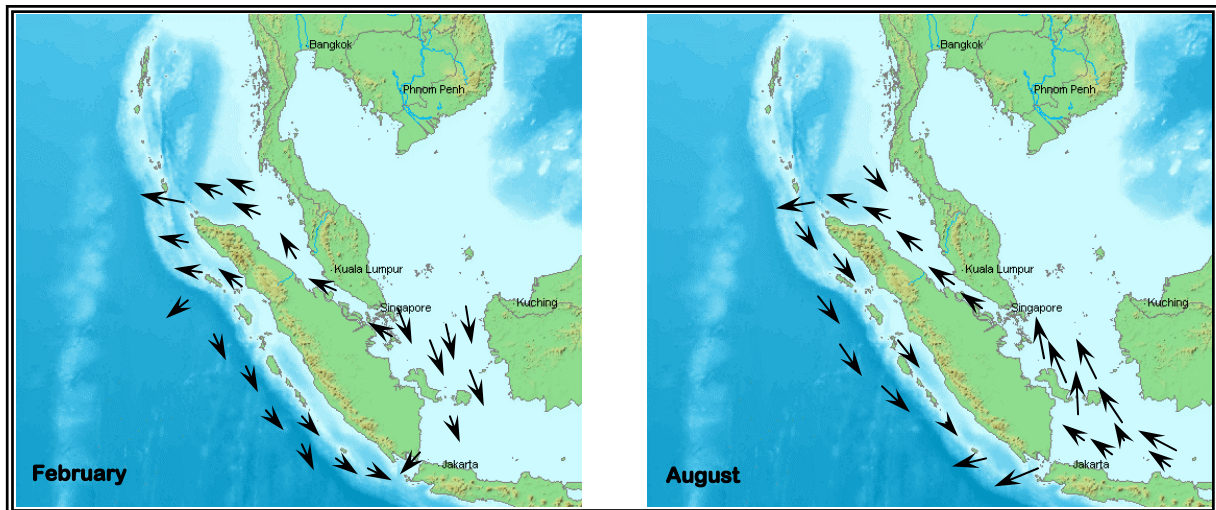 Bangkok
Phnom Penh
Kuala Lumpur
Singapore
Kuching
Jakarta
February
Bangkok
Phnom Penh
Kuala Lumpur
Singapore
Kuching
Jakarta
August